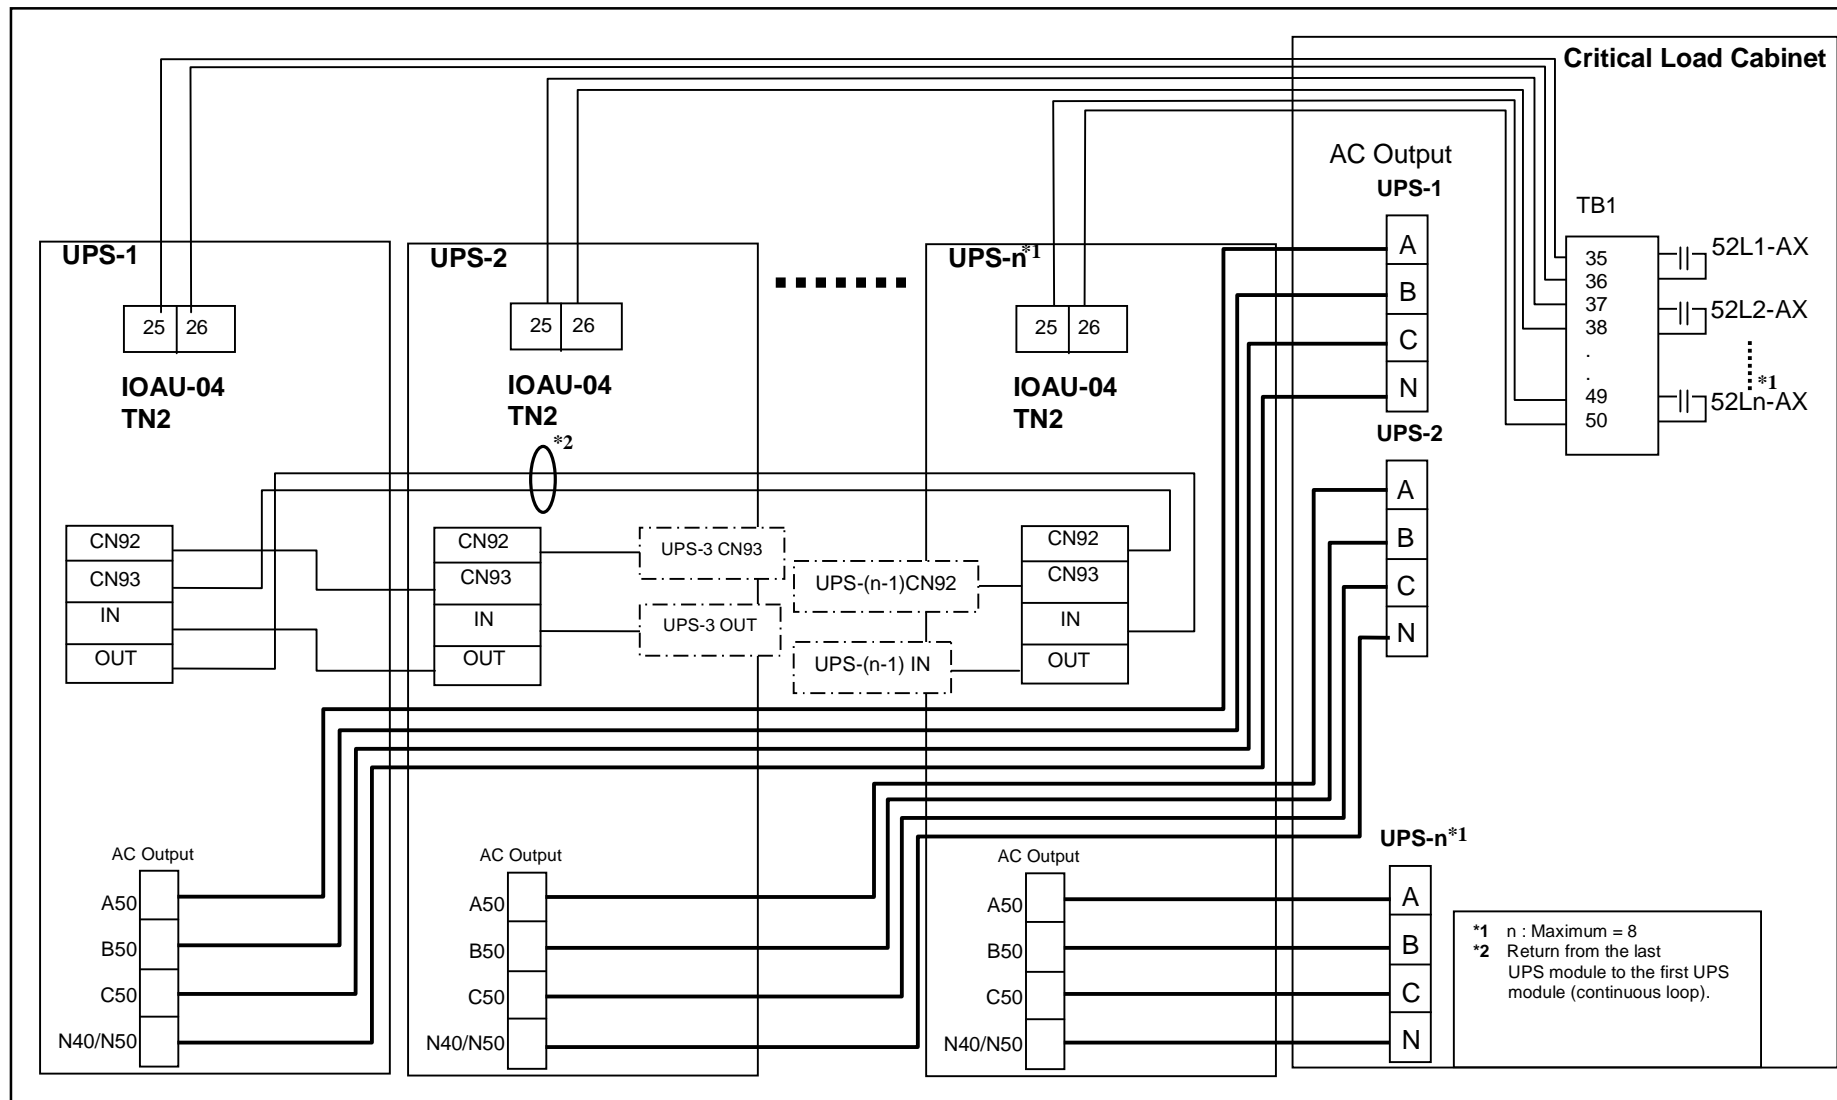 Critical Load Cabinet
AC Output
UPS-1
A
B
C
N
UPS-2
A
B
C
N
UPS-n*1
A
B
C
N
TB1
35
36
37
38
.
.
49
50
52L1-AX
52L2-AX
*1
52Ln-AX
UPS-1
25 26
IOAU-04
TN2
CN92
CN93
IN
OUT
AC Output
A50
B50
C50
N40/N50
UPS-2
25 26
IOAU-04
TN2
*2
CN92
CN93
IN
OUT
UPS-3 CN93
UPS-3 OUT
AC Output
A50
B50
C50
N40/N50
UPS-n*1
25 26
IOAU-04
TN2
UPS-(n-1)CN92
UPS-(n-1) IN
CN92
CN93
IN
OUT
AC Output
A50
B50
C50
N40/N50
*1 n : Maximum = 8
*2 Return from the last
UPS module to the first UPS
module (continuous loop).